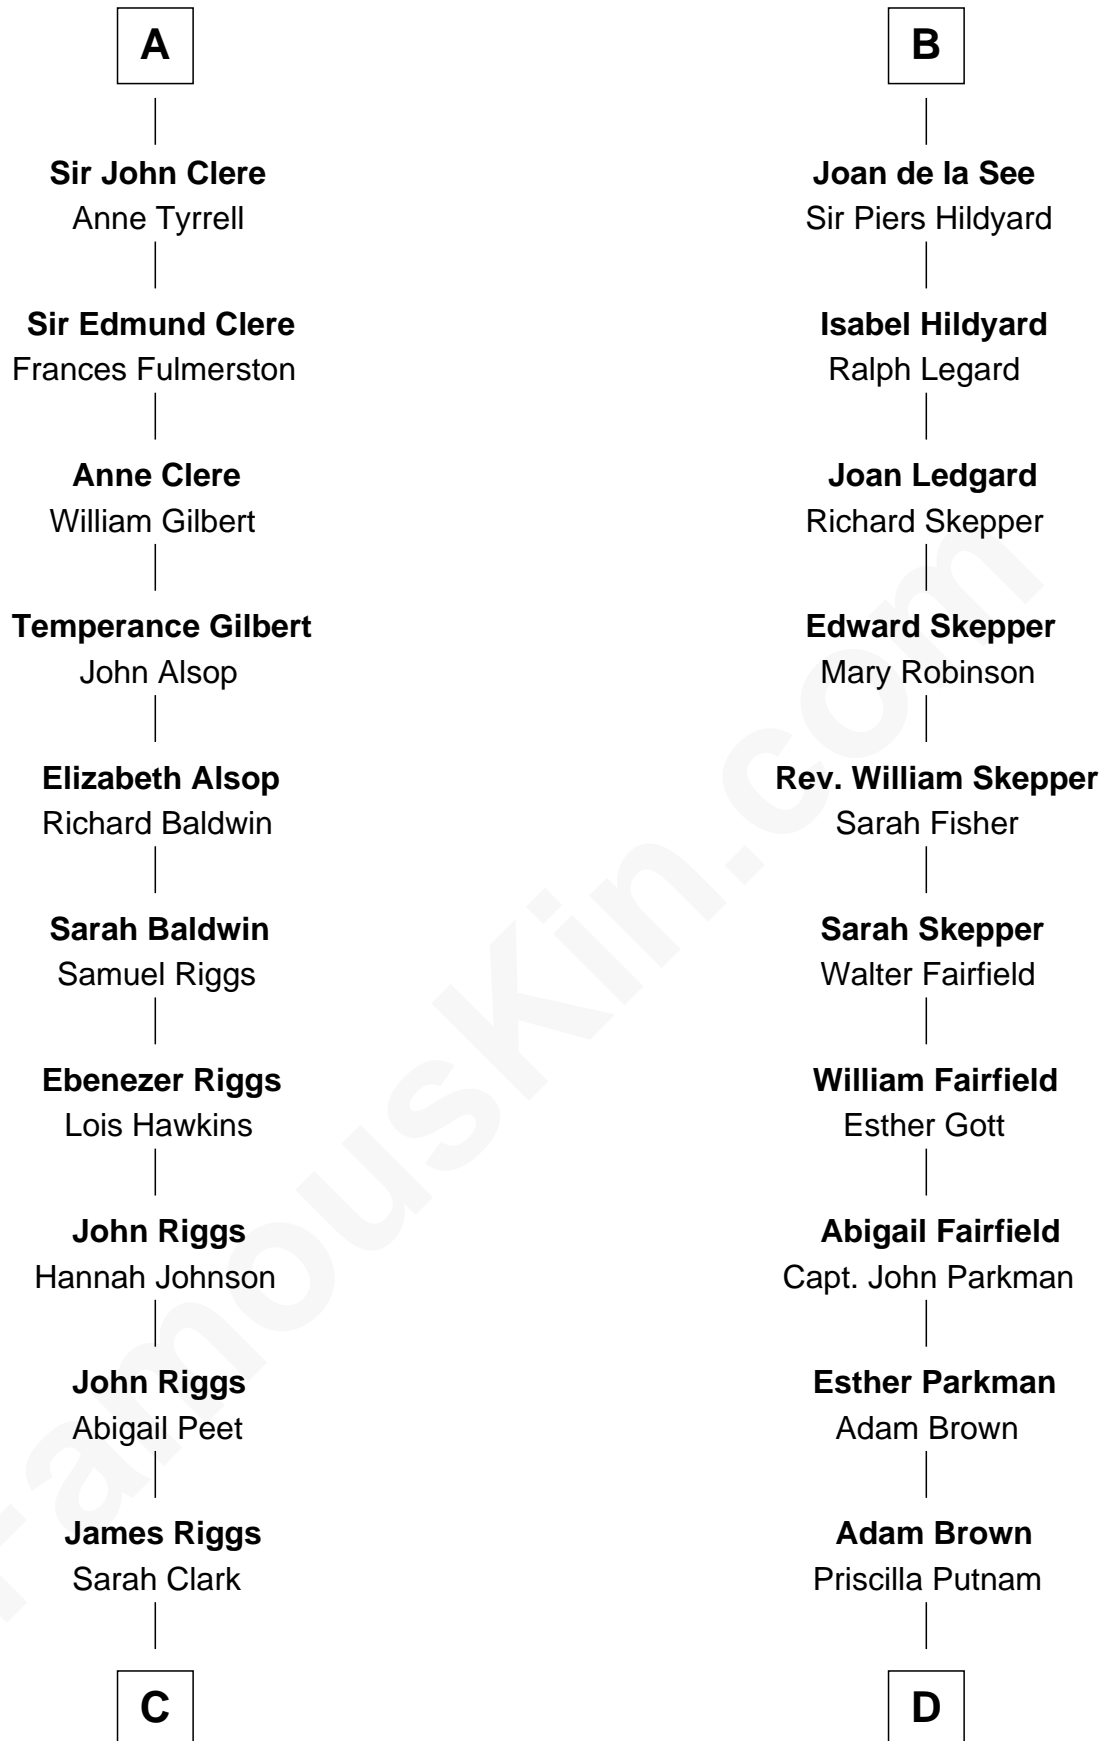 A
Sir John Clere
Anne Tyrrell
Sir Edmund Clere
Frances Fulmerston
Anne Clere
William Gilbert
Temperance Gilbert
John Alsop
Elizabeth Alsop
Richard Baldwin
Sarah Baldwin
Samuel Riggs
Ebenezer Riggs
Lois Hawkins
John Riggs
Hannah Johnson
John Riggs
Abigail Peet
James Riggs
Sarah Clark
C
B
Joan de la See
Sir Piers Hildyard
Isabel Hildyard
Ralph Legard
Joan Ledgard
Richard Skepper
Edward Skepper
Mary Robinson
Rev. William Skepper
Sarah Fisher
Sarah Skepper
Walter Fairfield
William Fairfield
Esther Gott
Abigail Fairfield
Capt. John Parkman
Esther Parkman
Adam Brown
Adam Brown
Priscilla Putnam
D
FamousKin.com